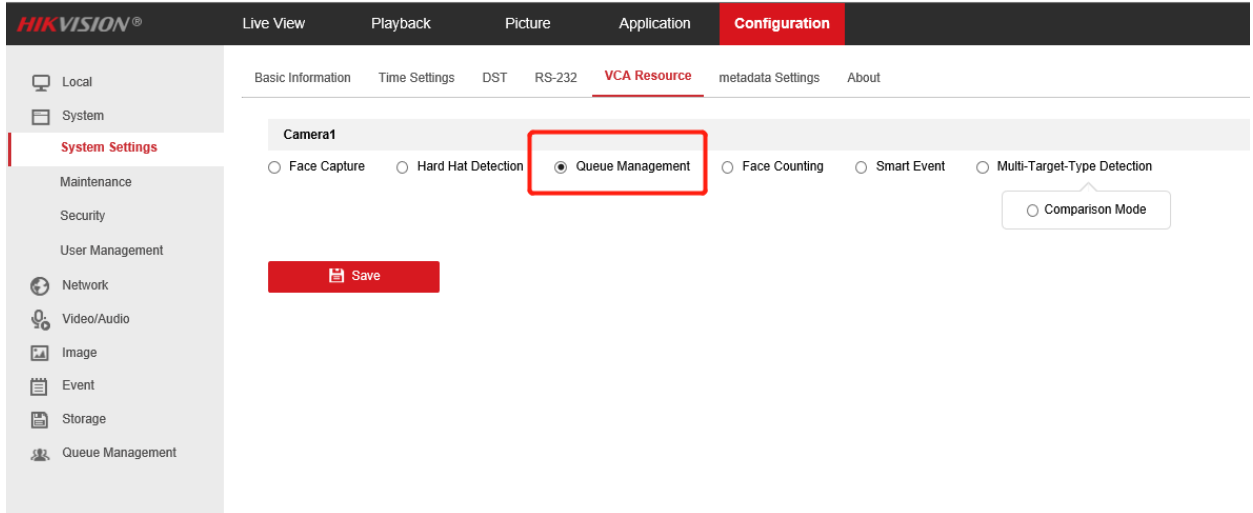 HIKVISION® Live View Playback Picture Application Configuration
Local
System
System Settings
Maintenance
Security
User Management
Network
Video/Audio
Image
Event
Storage
Queue Management
Basic Information Time Settings DST RS-232 VCA Resource metadata Settings About
Camera1
Face Capture Hard Hat Detection Queue Management Face Counting Smart Event Multi-Target-Type Detection
Comparison Mode
Save